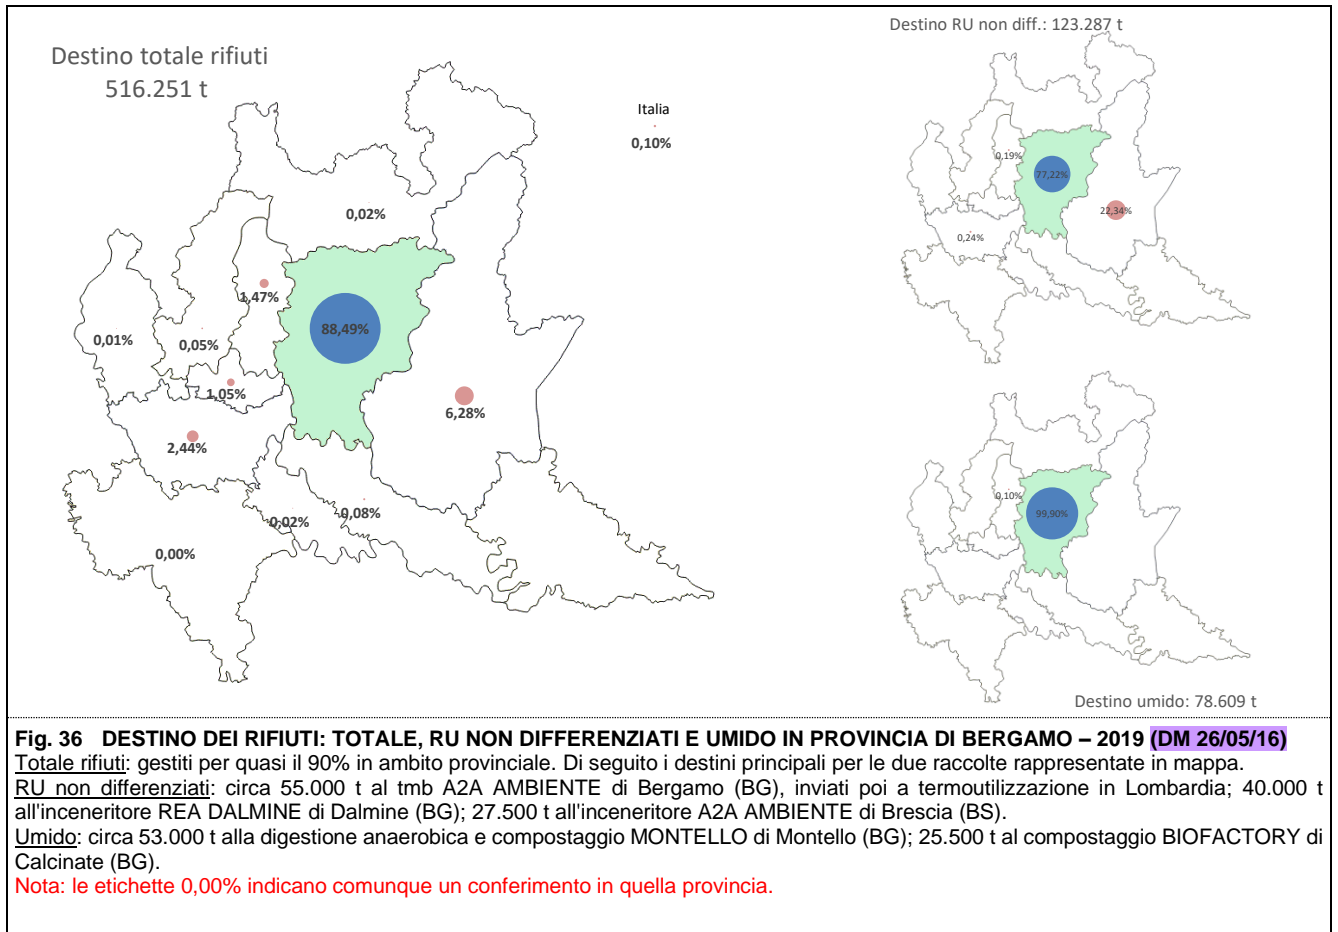 Destino totale rifiuti
516.251 t
Italia
0,10%
0,02%
1,47%
88,49%
0,01%
0,05%
1,05%
6,28%
2,44%
0,02%
0,08%
0,00%
Destino RU non diff.: 123.287 t
0,19%
77,22%
22,34%
0,24%
0,10%
99,90%
Destino umido: 78.609 t
Fig. 36 DESTINO DEI RIFIUTI: TOTALE, RU NON DIFFERENZIATI E UMIDO IN PROVINCIA DI BERGAMO – 2019 (DM 26/05/16)
Totale rifiuti: gestiti per quasi il 90% in ambito provinciale. Di seguito i destini principali per le due raccolte rappresentate in mappa.
RU non differenziati: circa 55.000 t al tmb A2A AMBIENTE di Bergamo (BG), inviati poi a termoutilizzazione in Lombardia; 40.000 t
all'inceneritore REA DALMINE di Dalmine (BG); 27.500 t all'inceneritore A2A AMBIENTE di Brescia (BS).
Umido: circa 53.000 t alla digestione anaerobica e compostaggio MONTELLO di Montello (BG); 25.500 t al compostaggio BIOFACTORY di
Calcinate (BG).
Nota: le etichette 0,00% indicano comunque un conferimento in quella provincia.